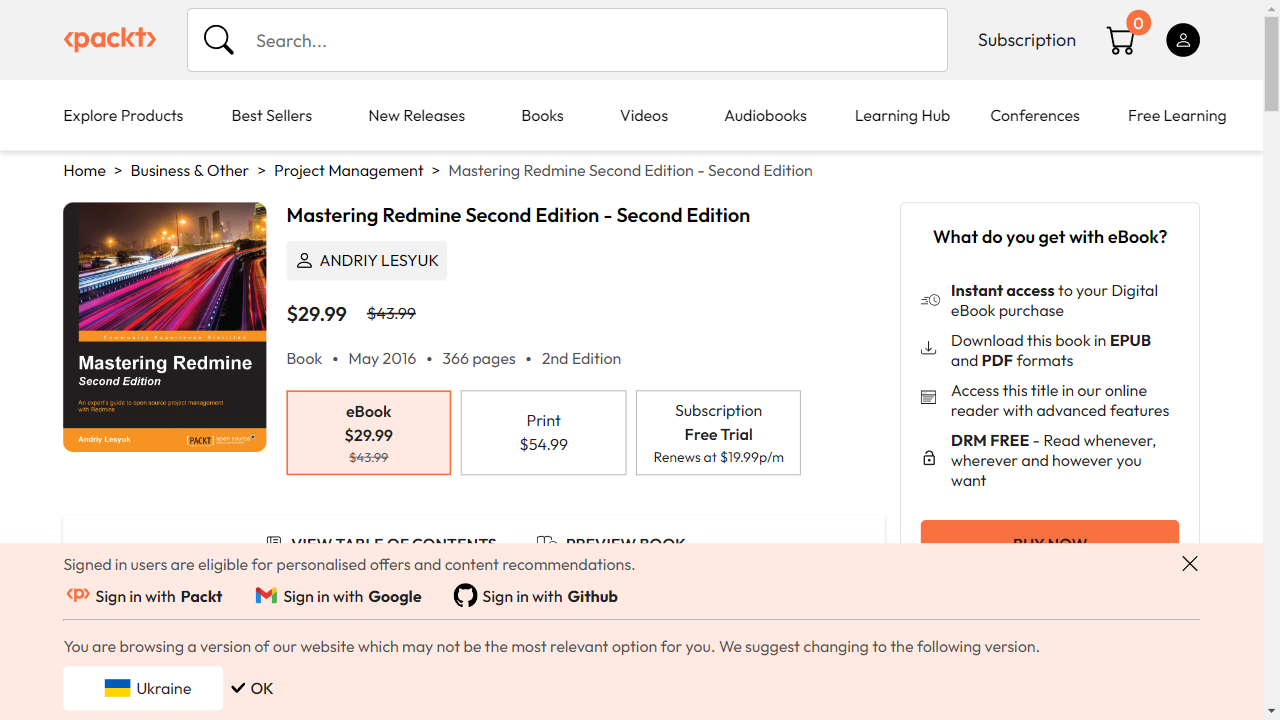 <packt>
Search...
Subscription
0
Explore Products
Best Sellers
New Releases
Books
Videos
Audiobooks
Learning Hub
Conferences
Free Learning
Home > Business & Other > Project Management > Mastering Redmine Second Edition - Second Edition
Community Experience Distilled
Mastering Redmine
Second Edition
An expert's guide to open source project management
with Redmine
Andriy Lesyuk
[PACKT] open source*
Mastering Redmine Second Edition - Second Edition
ANDRIY LESYUK
$29.99 $43.99
Book • May 2016 • 366 pages • 2nd Edition
eBook
$29.99
$43.99
Print
$54.99
Subscription
Free Trial
Renews at $19.99p/m
What do you get with eBook?
Instant access to your Digital
eBook purchase
Download this book in EPUB
and PDF formats
Access this title in our online
reader with advanced features
DRM FREE - Read whenever,
wherever and however you
want
BUY NOW
VIEW TABLE OF CONTENTS
PREVIEW BOOK
Signed in users are eligible for personalised offers and content recommendations.
<p> Sign in with Packt
Sign in with Google
Sign in with Github
You are browsing a version of our website which may not be the most relevant option for you. We suggest changing to the following version.
Ukraine
OK